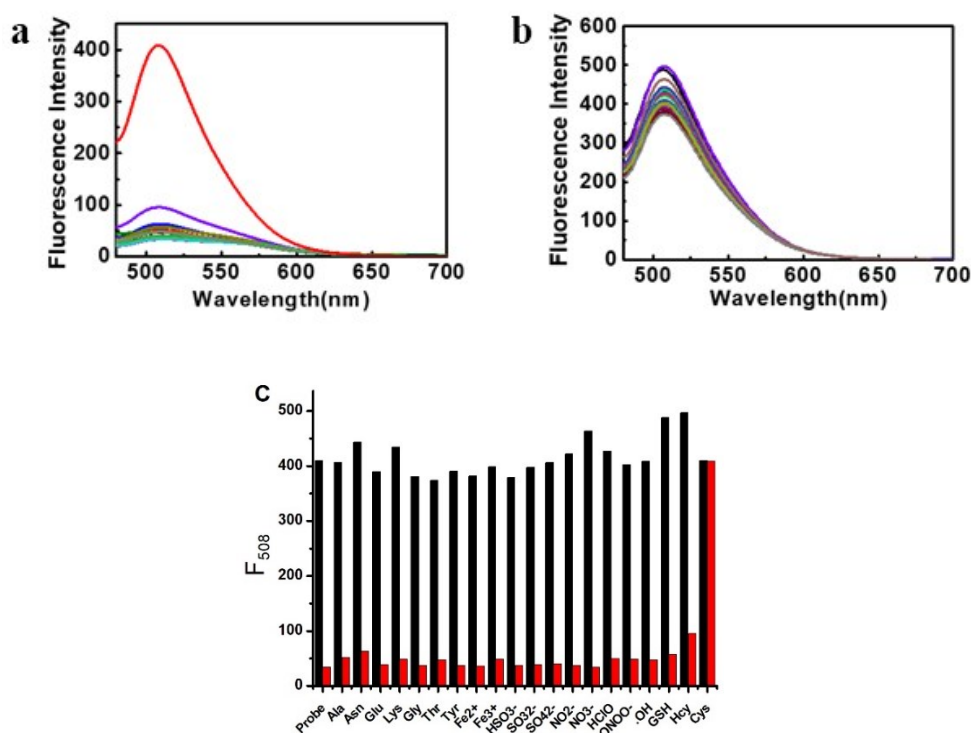 a
Fluorescence Intensity
400
300
200
100
0
500 550 600 650 700
Wavelength(nm)
b
Fluorescence Intensity
600
500
400
300
200
100
0
500 550 600 650 700
Wavelength(nm)
C
F508
500
400
300
200
100
0
Probe
Ala
Asn
Glu
Lys
Gly
Thr
Tyr
Fe2+
Fe3+
HSO3-
SO32-
SO42-
NO2-
NO3-
HClO
ONOO-
.OH
GSH
Hcy
Cys